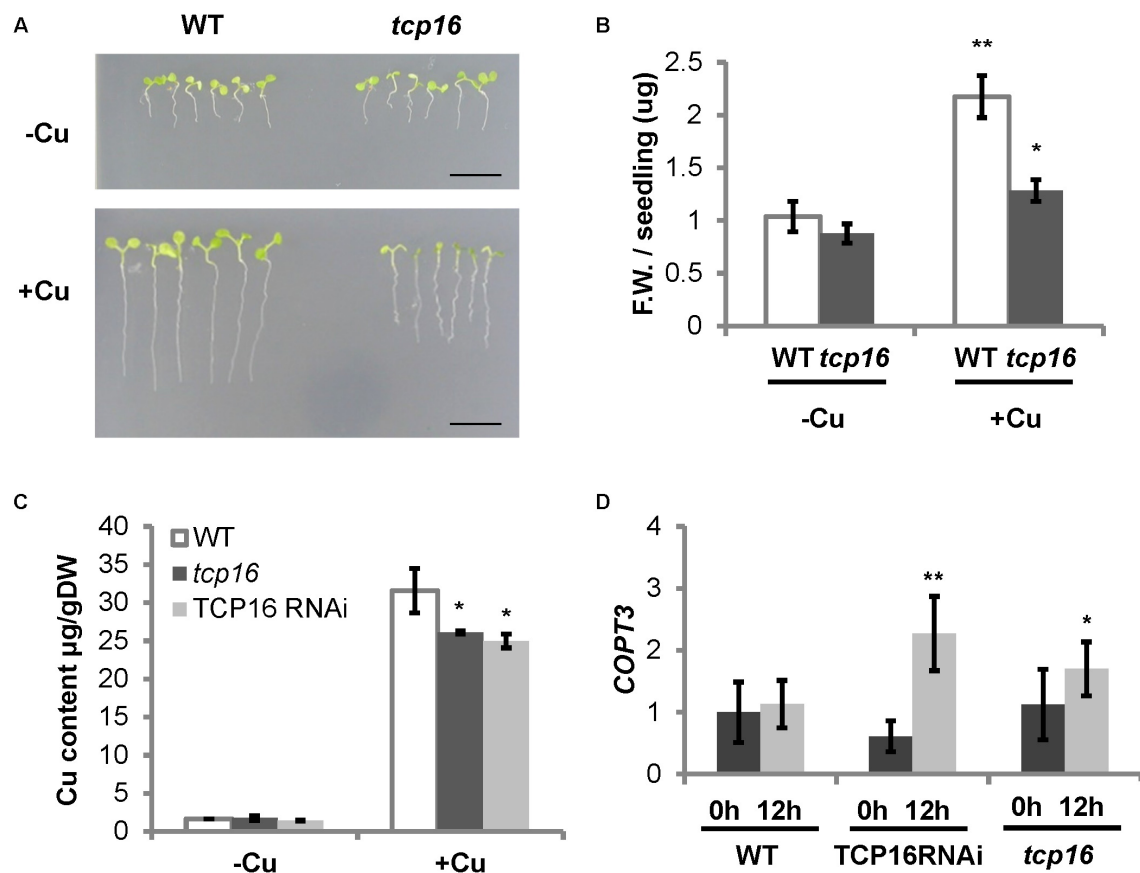 A
WT tcp16
-Cu
+Cu
B
F.W. / seedling (ug)
2.5
2
1.5
1
0.5
0
**
*
WT tcp16 WT tcp16
-Cu +Cu
C
Cu content µg/gDW
40
35
30
25
20
15
10
5
0
WT
tcp16
TCP16 RNAi
* *
-Cu +Cu
D
COPT3
4
3
2
1
0
**
*
0h 12h 0h 12h 0h 12h
WT TCP16RNAi tcp16